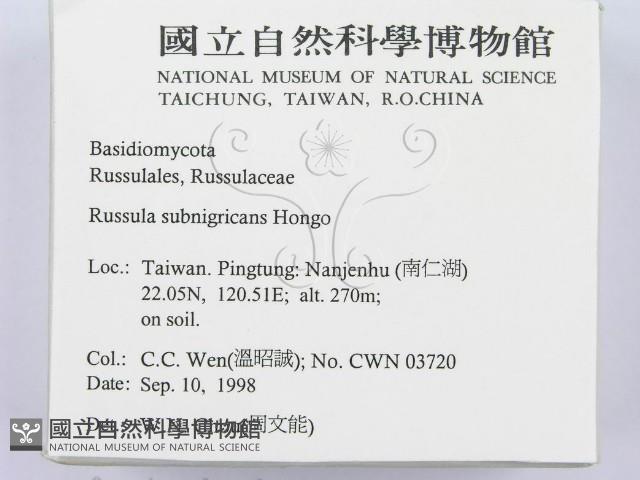 國立自然科學博物館
NATIONAL MUSEUM OF NATURAL SCIENCE
TAICHUNG, TAIWAN, R.O.CHINA
Basidiomycota
Russulales, Russulaceae
Russula subnigricans Hongo
Loc.: Taiwan. Pingtung: Nanjenhu (南仁湖)
22.05N, 120.51E; alt. 270m;
on soil.
Col.: C.C. Wen(溫昭誠); No. CWN 03720
Date: Sep. 10, 1998
周文能)
國立自然科學博物館
NATIONAL MUSEUM OF NATURAL SCIENCE